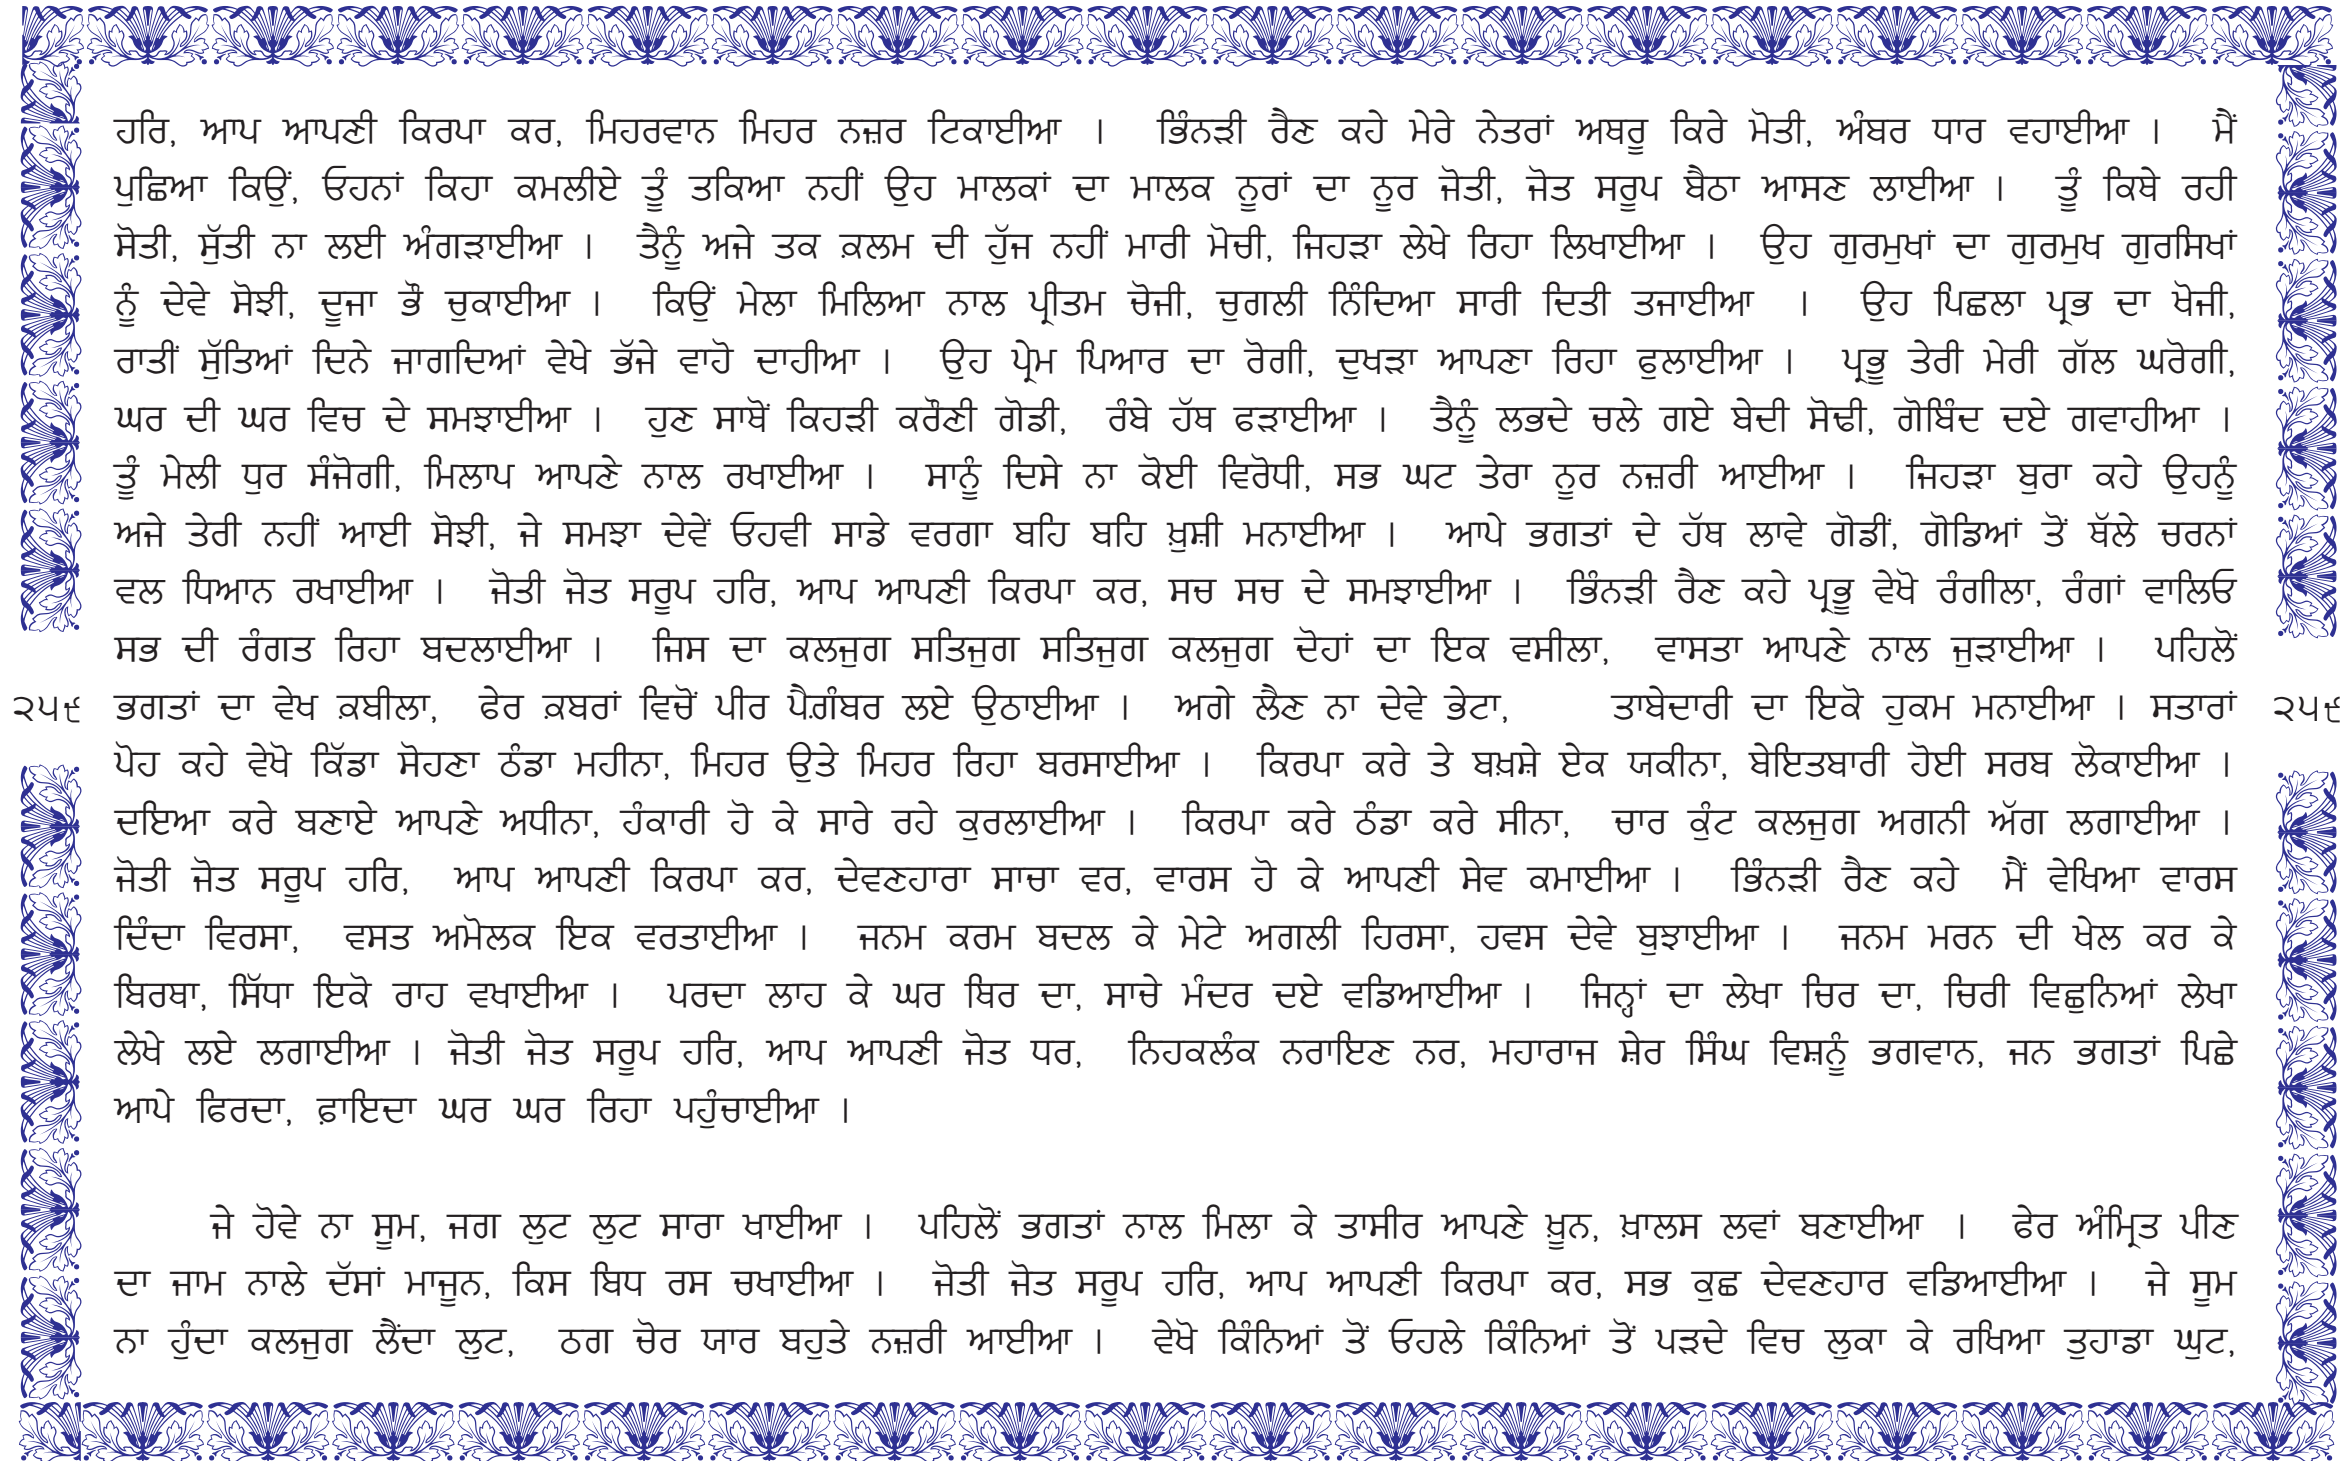 ਹਰਿ, ਆਪ ਆਪਣੀ ਕਿਰਪਾ ਕਰ, ਮਿਹਰਵਾਨ ਮਿਹਰ ਨਜ਼ਰ ਟਿਕਾਈਆ । ਭਿੰਨੜੀ ਰੈਣ ਕਹੇ ਮੇਰੇ ਨੇਤਰਾਂ ਅਥਰੂ ਕਿਰੇ ਮੋਤੀ, ਅੰਬਰ ਧਾਰ ਵਹਾਈਆ । ਮੈਂ
ਪੁਛਿਆ ਕਿਉਂ, ਓਹਨਾਂ ਕਿਹਾ ਕਮਲੀਏ ਤੂੰ ਤਕਿਆ ਨਹੀਂ ਉਹ ਮਾਲਕਾਂ ਦਾ ਮਾਲਕ ਨੂਰਾਂ ਦਾ ਨੂਰ ਜੋਤੀ, ਜੋਤ ਸਰੂਪ ਬੈਠਾ ਆਸਣ ਲਾਈਆ । ਤੂੰ ਕਿਥੇ ਰਹੀ
ਸੋਤੀ, ਸੁੱਤੀ ਨਾ ਲਈ ਅੰਗੜਾਈਆ । ਤੈਨੂੰ ਅਜੇ ਤਕ ਕ਼ਲਮ ਦੀ ਹੁੱਜ ਨਹੀਂ ਮਾਰੀ ਮੋਚੀ, ਜਿਹੜਾ ਲੇਖੇ ਰਿਹਾ ਲਿਖਾਈਆ । ਉਹ ਗੁਰਮੁਖਾਂ ਦਾ ਗੁਰਮੁਖ ਗੁਰਸਿਖਾਂ
ਨੂੰ ਦੇਵੇ ਸੋਝੀ, ਦੂਜਾ ਭੌ ਚੁਕਾਈਆ । ਕਿਉਂ ਮੇਲਾ ਮਿਲਿਆ ਨਾਲ ਪ੍ਰੀਤਮ ਚੋਜੀ, ਚੁਗਲੀ ਨਿੰਦਿਆ ਸਾਰੀ ਦਿਤੀ ਤਜਾਈਆ । ਉਹ ਪਿਛਲਾ ਪ੍ਰਭ ਦਾ ਖੋਜੀ,
ਰਾਤੀਂ ਸੁੱਤਿਆਂ ਦਿਨੇ ਜਾਗਦਿਆਂ ਵੇਖੇ ਭੱਜੇ ਵਾਹੋ ਦਾਹੀਆ । ਉਹ ਪ੍ਰੇਮ ਪਿਆਰ ਦਾ ਰੋਗੀ, ਦੁਖੜਾ ਆਪਣਾ ਰਿਹਾ ਫੁਲਾਈਆ । ਪ੍ਰਭੂ ਤੇਰੀ ਮੇਰੀ ਗੱਲ ਘਰੋਗੀ,
ਘਰ ਦੀ ਘਰ ਵਿਚ ਦੇ ਸਮਝਾਈਆ । ਹੁਣ ਸਾਥੋਂ ਕਿਹੜੀ ਕਰੌਣੀ ਗੋਡੀ, ਰੰਬੇ ਹੱਥ ਫੜਾਈਆ । ਤੈਨੂੰ ਲਭਦੇ ਚਲੇ ਗਏ ਬੇਦੀ ਸੋਢੀ, ਗੋਬਿੰਦ ਦਏ ਗਵਾਹੀਆ ।
ਤੂੰ ਮੇਲੀ ਧੁਰ ਸੰਜੋਗੀ, ਮਿਲਾਪ ਆਪਣੇ ਨਾਲ ਰਖਾਈਆ । ਸਾਨੂੰ ਦਿਸੇ ਨਾ ਕੋਈ ਵਿਰੋਧੀ, ਸਭ ਘਟ ਤੇਰਾ ਨੂਰ ਨਜ਼ਰੀ ਆਈਆ । ਜਿਹੜਾ ਬੁਰਾ ਕਹੇ ਉਹਨੂੰ
ਅਜੇ ਤੇਰੀ ਨਹੀਂ ਆਈ ਸੋਝੀ, ਜੇ ਸਮਝਾ ਦੇਵੇਂ ਓਹਵੀ ਸਾਡੇ ਵਰਗਾ ਬਹਿ ਬਹਿ ਖ਼ੁਸ਼ੀ ਮਨਾਈਆ । ਆਪੇ ਭਗਤਾਂ ਦੇ ਹੱਥ ਲਾਵੇ ਗੋਡੀਂ, ਗੋਡਿਆਂ ਤੋਂ ਥੱਲੇ ਚਰਨਾਂ
ਵਲ ਧਿਆਨ ਰਖਾਈਆ । ਜੋਤੀ ਜੋਤ ਸਰੂਪ ਹਰਿ, ਆਪ ਆਪਣੀ ਕਿਰਪਾ ਕਰ, ਸਚ ਸਚ ਦੇ ਸਮਝਾਈਆ । ਭਿੰਨੜੀ ਰੈਣ ਕਹੇ ਪ੍ਰਭੂ ਵੇਖੋ ਰੰਗੀਲਾ, ਰੰਗਾਂ ਵਾਲਿਓ
ਸਭ ਦੀ ਰੰਗਤ ਰਿਹਾ ਬਦਲਾਈਆ । ਜਿਸ ਦਾ ਕਲਜੁਗ ਸਤਿਜੁਗ ਸਤਿਜੁਗ ਕਲਜੁਗ ਦੋਹਾਂ ਦਾ ਇਕ ਵਸੀਲਾ, ਵਾਸਤਾ ਆਪਣੇ ਨਾਲ ਜੁੜਾਈਆ । ਪਹਿਲੋਂ
੨੫੯ ਭਗਤਾਂ ਦਾ ਵੇਖ ਕ਼ਬੀਲਾ, ਫੇਰ ਕ਼ਬਰਾਂ ਵਿਚੋਂ ਪੀਰ ਪੈਗ਼ੰਬਰ ਲਏ ਉਠਾਈਆ । ਅਗੇ ਲੈਣ ਨਾ ਦੇਵੇ ਭੇਟਾ, ਤਾਬੇਦਾਰੀ ਦਾ ਇਕੋ ਹੁਕਮ ਮਨਾਈਆ । ਸਤਾਰਾਂ ੨੫੯
ਪੋਹ ਕਹੇ ਵੇਖੋ ਕਿੱਡਾ ਸੋਹਣਾ ਠੰਡਾ ਮਹੀਨਾ, ਮਿਹਰ ਉਤੇ ਮਿਹਰ ਰਿਹਾ ਬਰਸਾਈਆ । ਕਿਰਪਾ ਕਰੇ ਤੇ ਬਖ਼ਸ਼ੇ ਏਕ ਯਕੀਨਾ, ਬੇਇਤਬਾਰੀ ਹੋਈ ਸਰਬ ਲੋਕਾਈਆ ।
ਦਇਆ ਕਰੇ ਬਣਾਏ ਆਪਣੇ ਅਧੀਨਾ, ਹੰਕਾਰੀ ਹੋ ਕੇ ਸਾਰੇ ਰਹੇ ਕੁਰਲਾਈਆ । ਕਿਰਪਾ ਕਰੇ ਠੰਡਾ ਕਰੇ ਸੀਨਾ, ਚਾਰ ਕੁੰਟ ਕਲਜੁਗ ਅਗਨੀ ਅੱਗ ਲਗਾਈਆ ।
ਜੋਤੀ ਜੋਤ ਸਰੂਪ ਹਰਿ, ਆਪ ਆਪਣੀ ਕਿਰਪਾ ਕਰ, ਦੇਵਣਹਾਰਾ ਸਾਚਾ ਵਰ, ਵਾਰਸ ਹੋ ਕੇ ਆਪਣੀ ਸੇਵ ਕਮਾਈਆ । ਭਿੰਨੜੀ ਰੈਣ ਕਹੇ ਮੈਂ ਵੇਖਿਆ ਵਾਰਸ
ਦਿੰਦਾ ਵਿਰਸਾ, ਵਸਤ ਅਮੋਲਕ ਇਕ ਵਰਤਾਈਆ । ਜਨਮ ਕਰਮ ਬਦਲ ਕੇ ਮੇਟੇ ਅਗਲੀ ਹਿਰਸਾ, ਹਵਸ ਦੇਵੇ ਬੁਝਾਈਆ । ਜਨਮ ਮਰਨ ਦੀ ਖੇਲ ਕਰ ਕੇ
ਬਿਰਥਾ, ਸਿੱਧਾ ਇਕੋ ਰਾਹ ਵਖਾਈਆ । ਪਰਦਾ ਲਾਹ ਕੇ ਘਰ ਥਿਰ ਦਾ, ਸਾਚੇ ਮੰਦਰ ਦਏ ਵਡਿਆਈਆ । ਜਿਨ੍ਹਾਂ ਦਾ ਲੇਖਾ ਚਿਰ ਦਾ, ਚਿਰੀ ਵਿਛੁਨਿਆਂ ਲੇਖਾ
ਲੇਖੇ ਲਏ ਲਗਾਈਆ । ਜੋਤੀ ਜੋਤ ਸਰੂਪ ਹਰਿ, ਆਪ ਆਪਣੀ ਜੋਤ ਧਰ, ਨਿਹਕਲੰਕ ਨਰਾਇਣ ਨਰ, ਮਹਾਰਾਜ ਸ਼ੇਰ ਸਿੰਘ ਵਿਸ਼ਨੂੰ ਭਗਵਾਨ, ਜਨ ਭਗਤਾਂ ਪਿਛੇ
ਆਪੇ ਫਿਰਦਾ, ਫ਼ਾਇਦਾ ਘਰ ਘਰ ਰਿਹਾ ਪਹੁੰਚਾਈਆ ।
ਜੇ ਹੋਵੇ ਨਾ ਸੂਮ, ਜਗ ਲੁਟ ਲੁਟ ਸਾਰਾ ਖਾਈਆ । ਪਹਿਲੋਂ ਭਗਤਾਂ ਨਾਲ ਮਿਲਾ ਕੇ ਤਾਸੀਰ ਆਪਣੇ ਖ਼ੂਨ, ਖ਼ਾਲਸ ਲਵਾਂ ਬਣਾਈਆ । ਫੇਰ ਅੰਮ੍ਰਿਤ ਪੀਣ
ਦਾ ਜਾਮ ਨਾਲੇ ਦੱਸਾਂ ਮਾਜੂਨ, ਕਿਸ ਬਿਧ ਰਸ ਚਖਾਈਆ । ਜੋਤੀ ਜੋਤ ਸਰੂਪ ਹਰਿ, ਆਪ ਆਪਣੀ ਕਿਰਪਾ ਕਰ, ਸਭ ਕੁਛ ਦੇਵਣਹਾਰ ਵਡਿਆਈਆ । ਜੇ ਸੂਮ
ਨਾ ਹੁੰਦਾ ਕਲਜੁਗ ਲੈਂਦਾ ਲੁਟ, ਠਗ ਚੋਰ ਯਾਰ ਬਹੁਤੇ ਨਜ਼ਰੀ ਆਈਆ । ਵੇਖੋ ਕਿੰਨਿਆਂ ਤੋਂ ਓਹਲੇ ਕਿੰਨਿਆਂ ਤੋਂ ਪੜਦੇ ਵਿਚ ਲੁਕਾ ਕੇ ਰਖਿਆ ਤੁਹਾਡਾ ਘੁਟ,